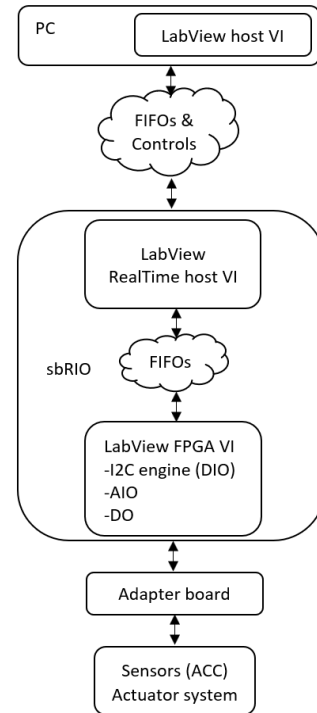 PC
LabView host VI
FIFOs &
Controls
LabView
RealTime host VI
sbRIO
FIFOs
LabView FPGA VI
-I2C engine (DIO)
-AIO
-DO
Adapter board
Sensors (ACC)
Actuator system